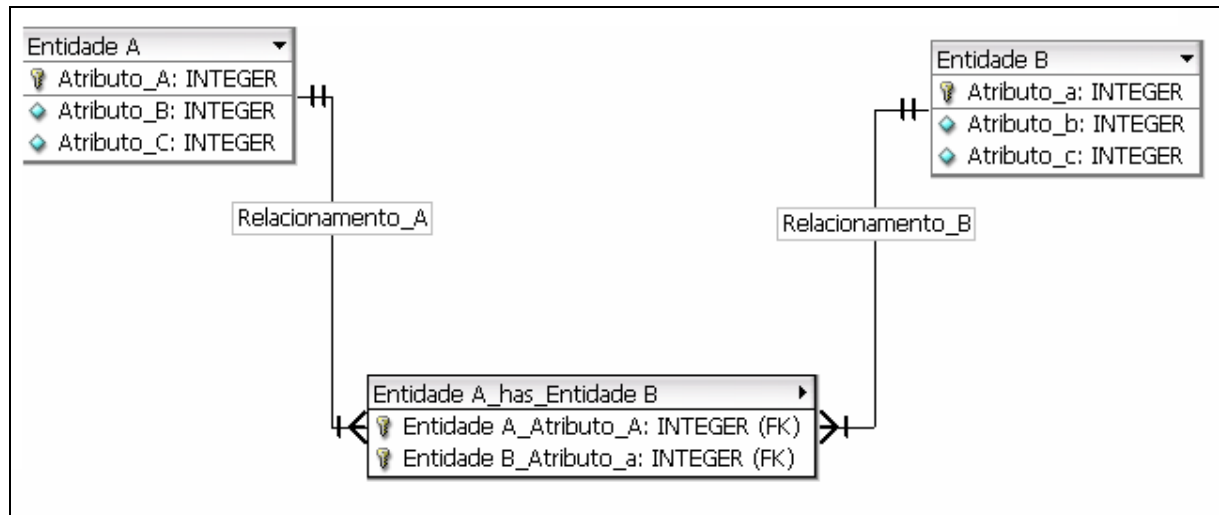 Entidade A
Atributo_A: INTEGER
Atributo_B: INTEGER
Atributo_C: INTEGER
Entidade B
Atributo_a: INTEGER
Atributo_b: INTEGER
Atributo_c: INTEGER
Relacionamento_A
Relacionamento_B
Entidade A_has_Entidade B
Entidade A_Atributo_A: INTEGER (FK)
Entidade B_Atributo_a: INTEGER (FK)